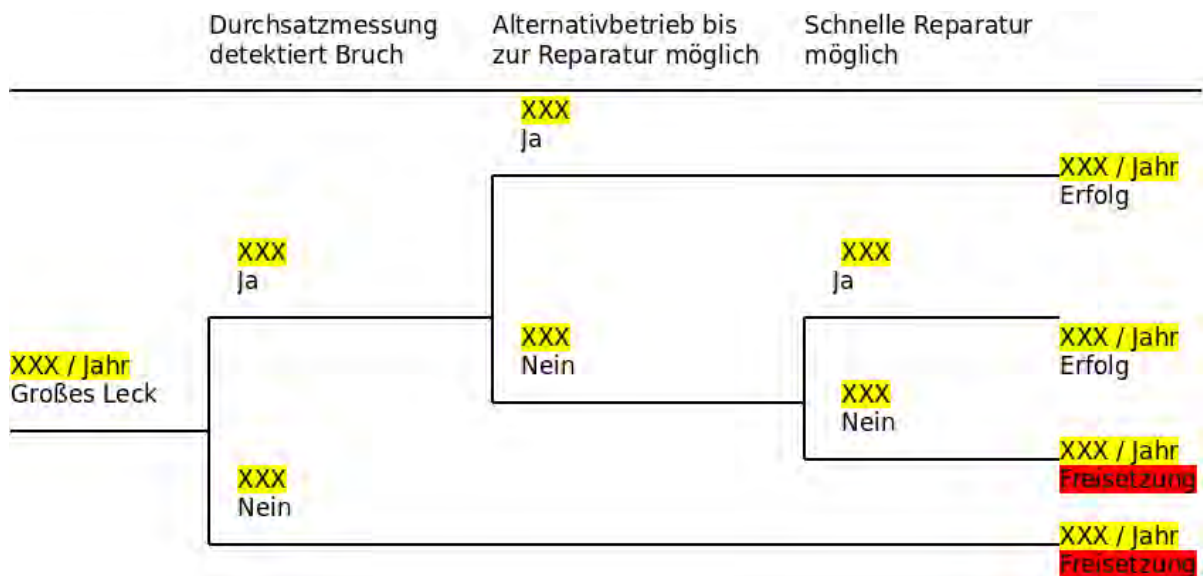 Durchsatzmessung
detektiert Bruch
Alternativbetrieb bis
zur Reparatur möglich
Schnelle Reparatur
möglich
XXX
Ja
XXX / Jahr
Erfolg
XXX
Ja
XXX
Ja
XXX
Nein
XXX / Jahr
Erfolg
XXX / Jahr
Großes Leck
XXX
Nein
XXX / Jahr
Freisetzung
XXX
Nein
XXX / Jahr
Freisetzung